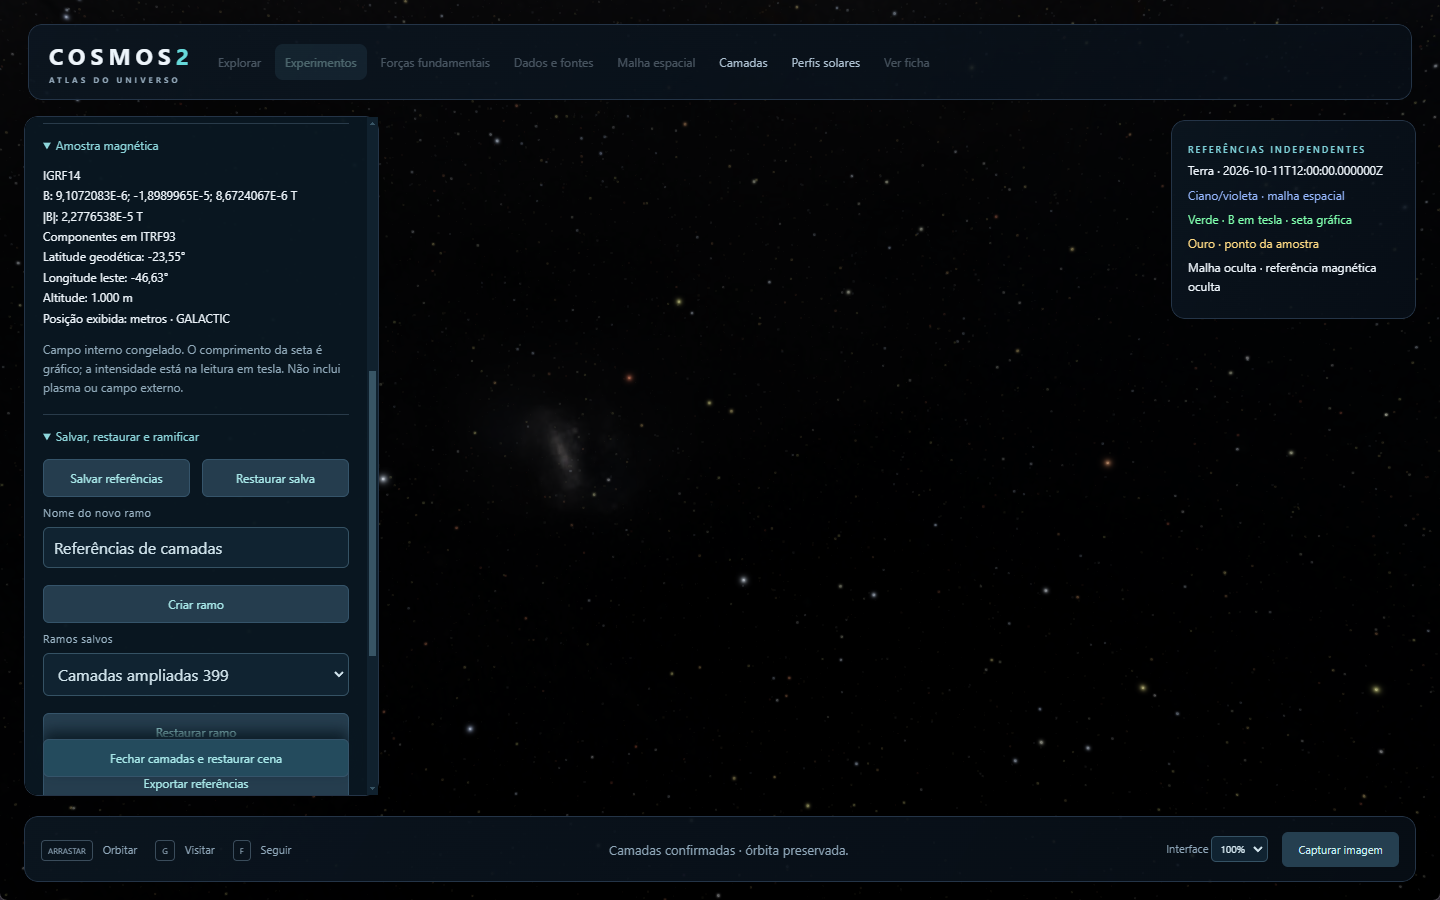 COSMOS2
ATLAS DO UNIVERSO
Explorar
Experimentos
Forças fundamentais
Dados e fontes
Malha espacial
Camadas
Perfis solares
Ver ficha
▼ Amostra magnética
IGRF14
B: 9,1072083E-6; -1,8989965E-5; 8,6724067E-6 T
|B|: 2,2776538E-5 T
Componentes em ITRF93
Latitude geodética: -23,55°
Longitude leste: -46,63°
Altitude: 1.000 m
Posição exibida: metros · GALACTIC
Campo interno congelado. O comprimento da seta é
gráfico; a intensidade está na leitura em tesla. Não inclui
plasma ou campo externo.
▼ Salvar, restaurar e ramificar
Salvar referências
Restaurar salva
Nome do novo ramo
Referências de camadas
Criar ramo
Ramos salvos
Camadas ampliadas 399
Restaurar ramo
Fechar camadas e restaurar cena
Exportar referências
REFERÊNCIAS INDEPENDENTES
Terra · 2026-10-11T12:00:00.000000Z
Ciano/violeta · malha espacial
Verde · B em tesla · seta gráfica
Ouro · ponto da amostra
Malha oculta · referência magnética
oculta
ARRASTAR Orbitar
G Visitar
F Seguir
Camadas confirmadas · órbita preservada.
Interface 100%
Capturar imagem